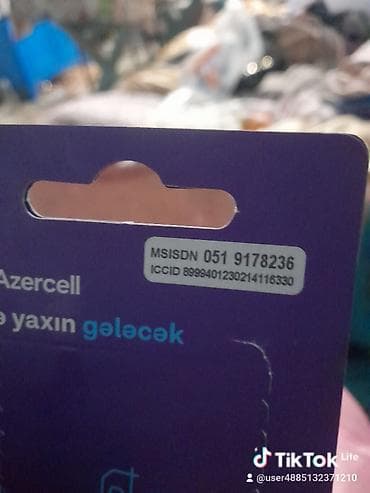 MSISDN 051 9178236
ICCID 8999401230214116330
Azercell
ə yaxın gələcək
TikTok Lite
@user4885132371210